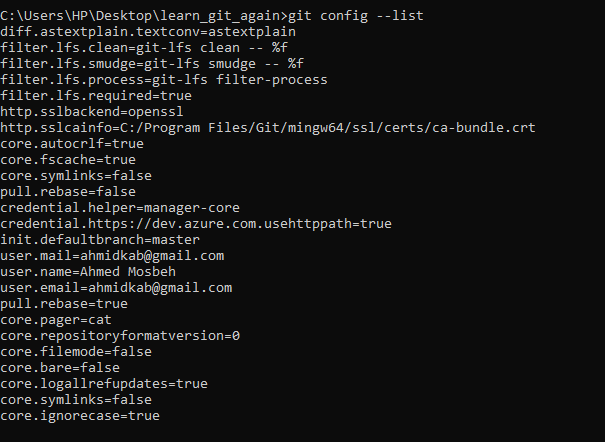 C:\Users\HP\Desktop\learn_git_again>git config --list
diff.astextplain.textconv=astextplain
filter.lfs.clean=git-lfs clean -- %f
filter.lfs.smudge=git-lfs smudge -- %f
filter.lfs.process=git-lfs filter-process
filter.lfs.required=true
http.sslbackend=openssl
http.sslcainfo=C:/Program Files/Git/mingw64/ssl/certs/ca-bundle.crt
core.autocrlf=true
core.fscache=true
core.symlinks=false
pull.rebase=false
credential.helper=manager-core
credential.https://dev.azure.com.usehttppath=true
init.defaultbranch=master
user.mail=ahmidkab@gmail.com
user.name=Ahmed Mosbeh
user.email=ahmidkab@gmail.com
pull.rebase=true
core.pager=cat
core.repositoryformatversion=0
core.filemode=false
core.bare=false
core.logallrefupdates=true
core.symlinks=false
core.ignorecase=true